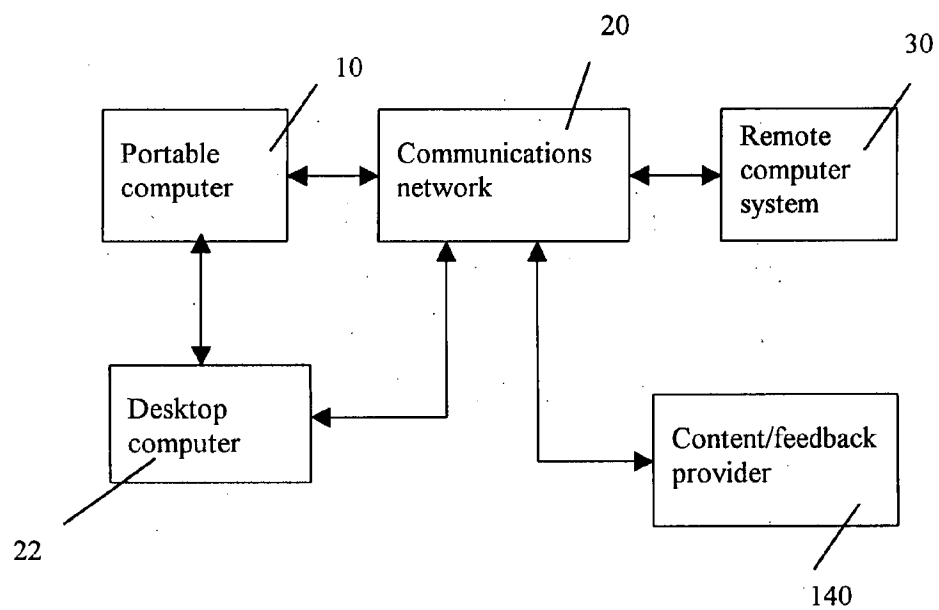 20
10
30
Portable
computer
Communications
network
Remote
computer
system
Desktop
computer
Content/feedback
provider
22
140